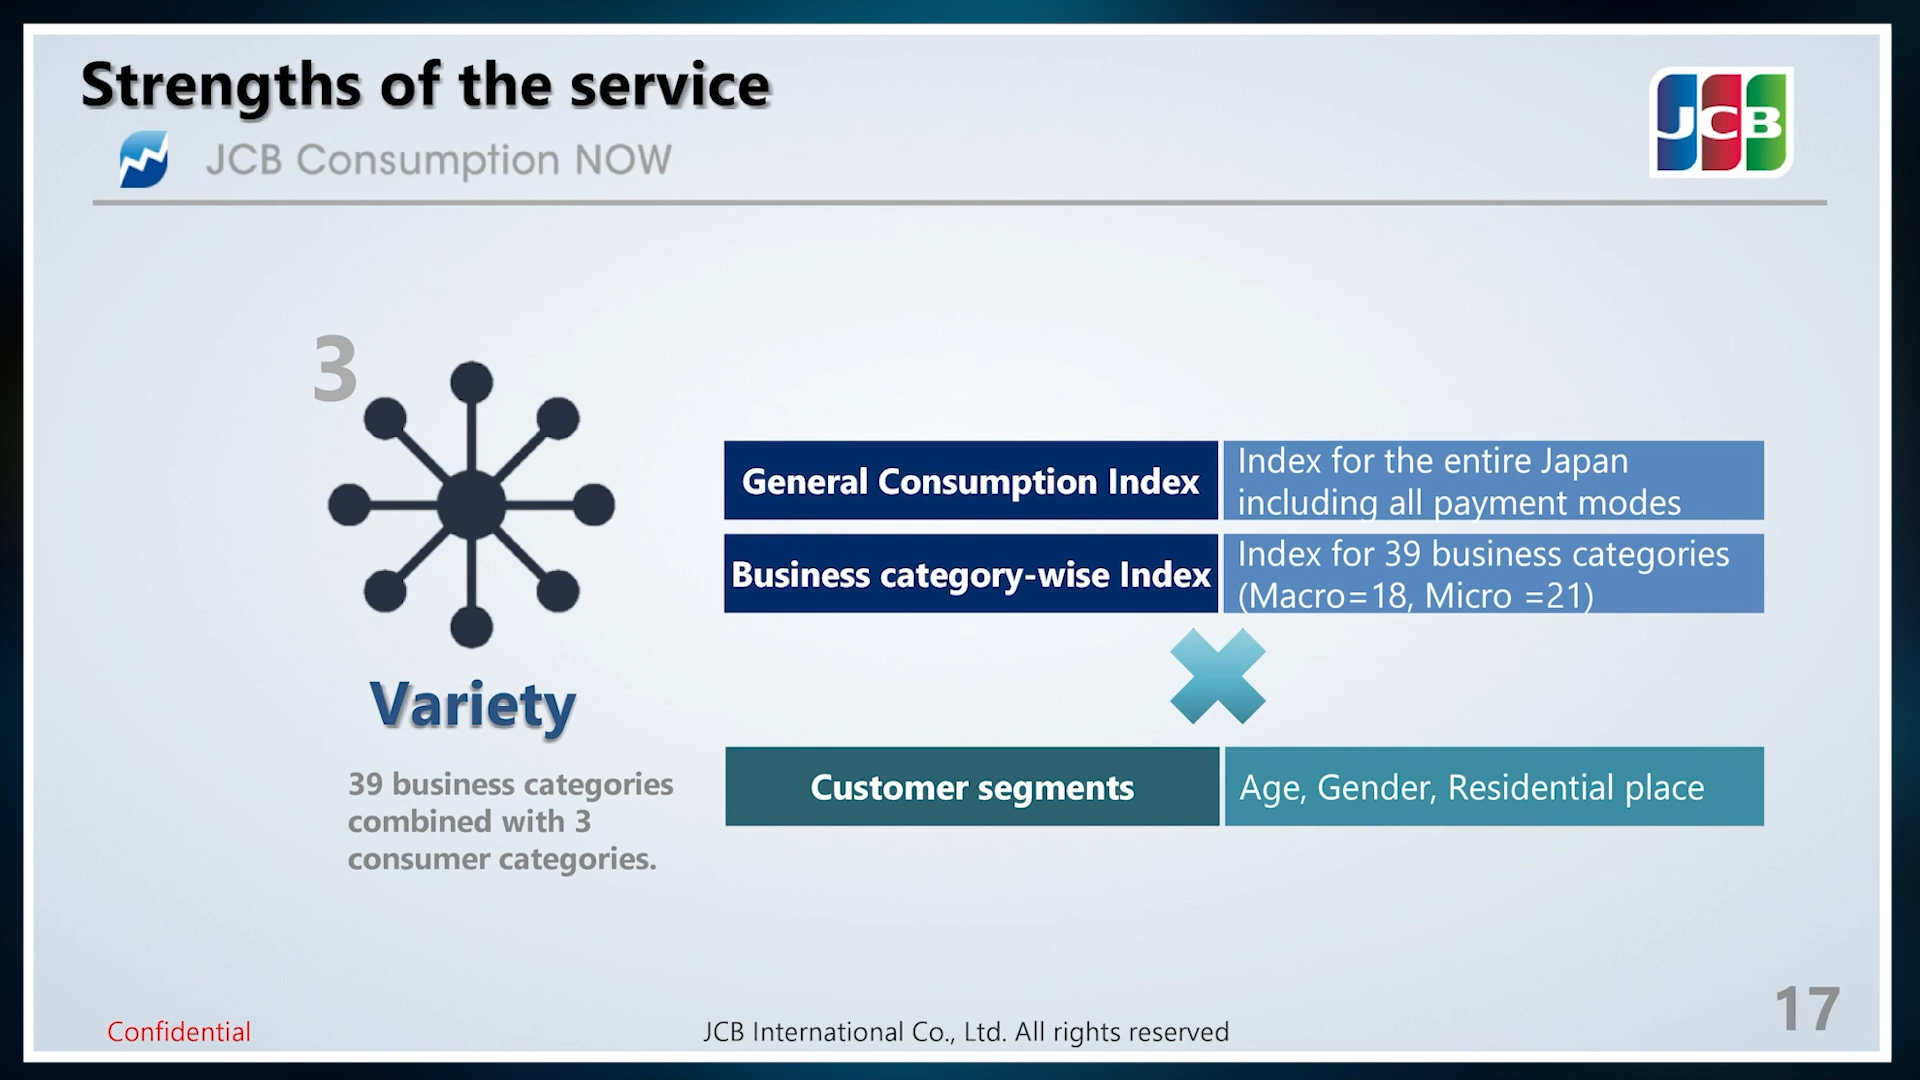 Strengths of the service
JCB Consumption NOW
JCB
3
Variety
39 business categories
combined with 3
consumer categories.
General Consumption Index
Index for the entire Japan
including all payment modes
Business category-wise Index
Index for 39 business categories
(Macro=18, Micro =21)
Customer segments
Age, Gender, Residential place
Confidential
JCB International Co., Ltd. All rights reserved
17